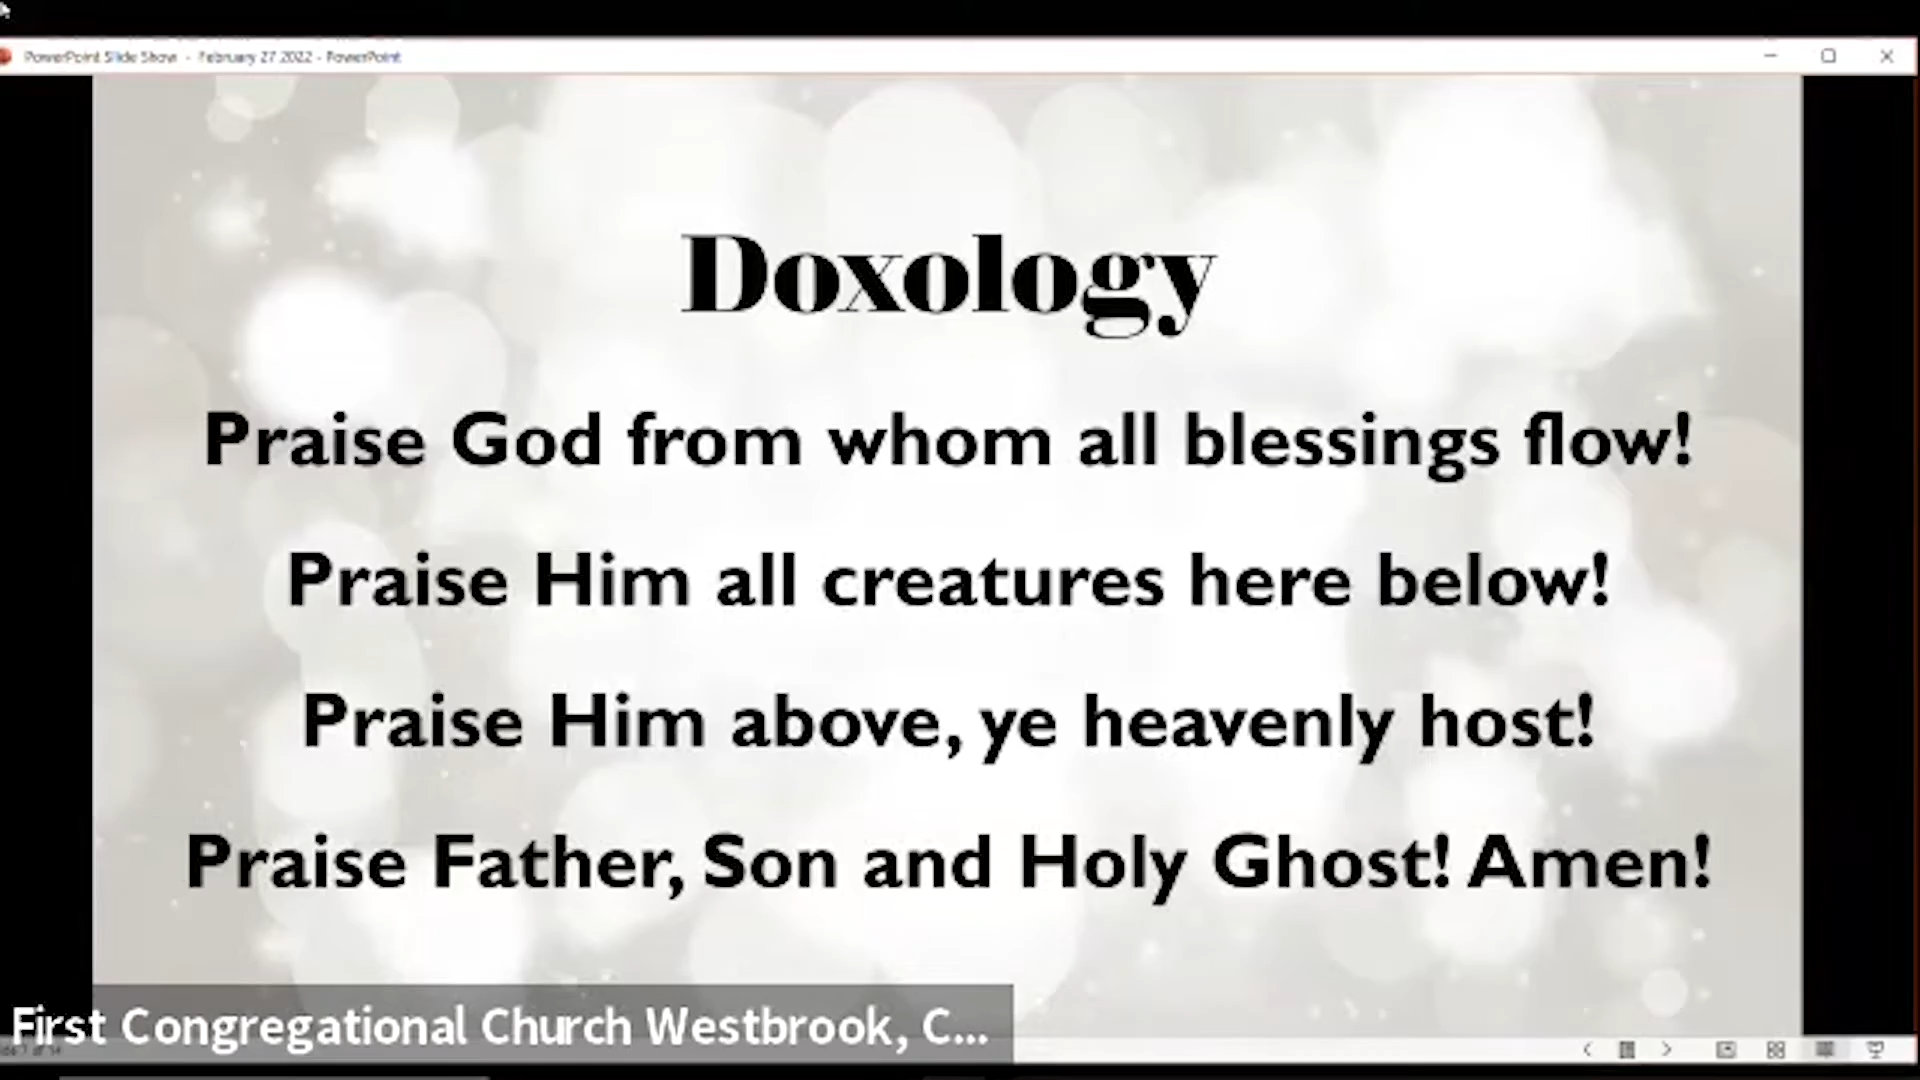 PowerPoint Slide Show - February 27 2022 - PowerPoint
Doxology
Praise God from whom all blessings flow!
Praise Him all creatures here below!
Praise Him above, ye heavenly host!
Praise Father, Son and Holy Ghost! Amen!
First Congregational Church Westbrook, C...